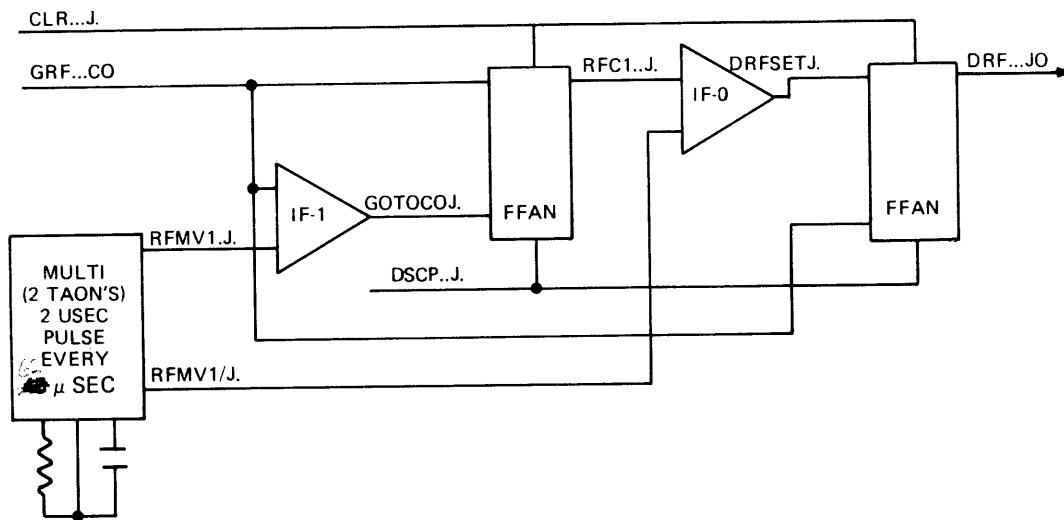 CLR...J.
GRF...CO
RFC1..J.
DRFSETJ.
DRF...JO
IF-0
IF-1
GOTOCOJ.
FFAN
FFAN
RFMV1.J.
DSCP..J.
MULTI
(2 TAON'S)
2 USEC
PULSE
EVERY
μ SEC
RFMV1/J.